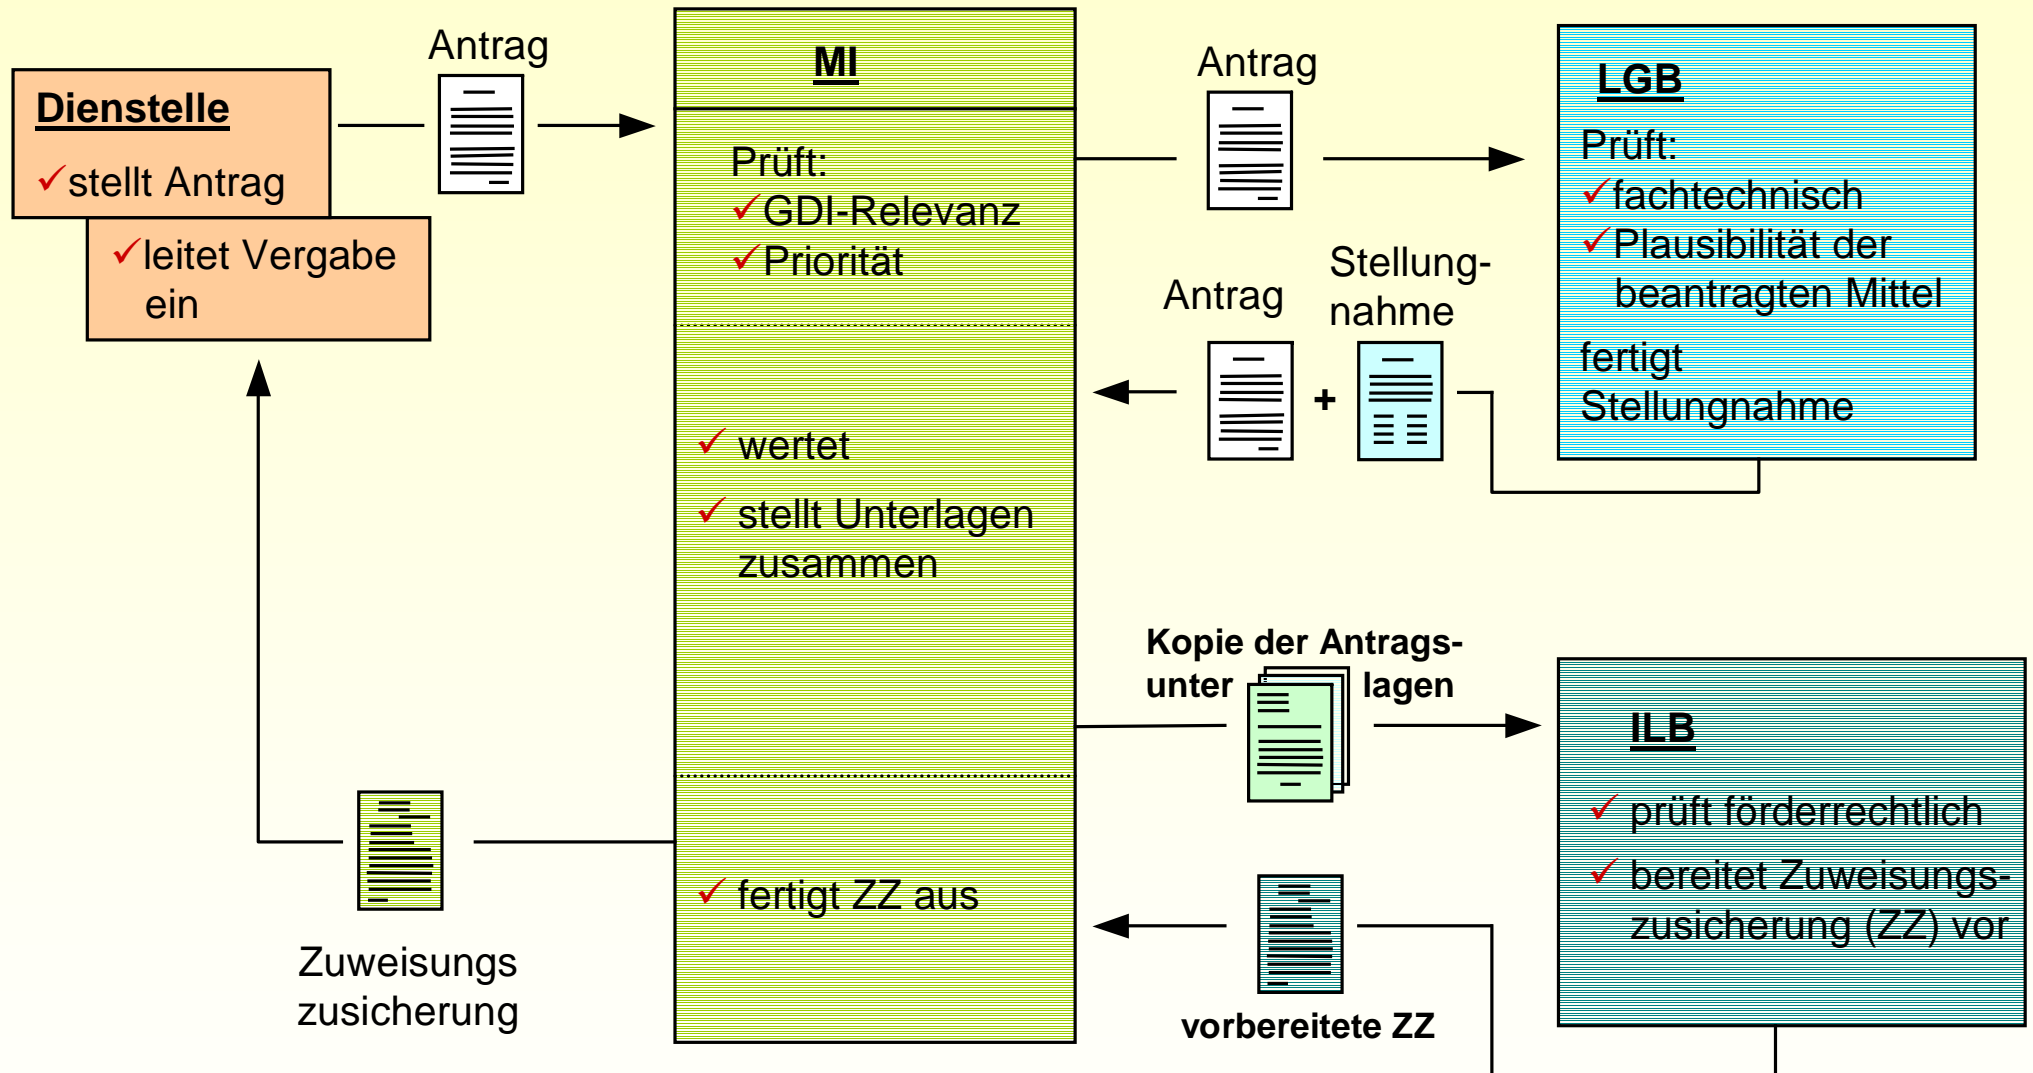 Dienstelle
stellt Antrag
leitet Vergabe
ein
Antrag
MI
Prüft:
GDI-Relevanz
Priorität
wertet
stellt Unterlagen
zusammen
fertigt ZZ aus
Antrag
LGB
Prüft:
fachtechnisch
Plausibilität der
beantragten Mittel
fertigt
Stellungnahme
Antrag
+
Stellung-
nahme
Kopie der Antrags-
unter lagen
ILB
prüft förderrechtlich
bereitet Zuweisungs-
zusicherung (ZZ) vor
vorbereitete ZZ
Zuweisungs
zusicherung